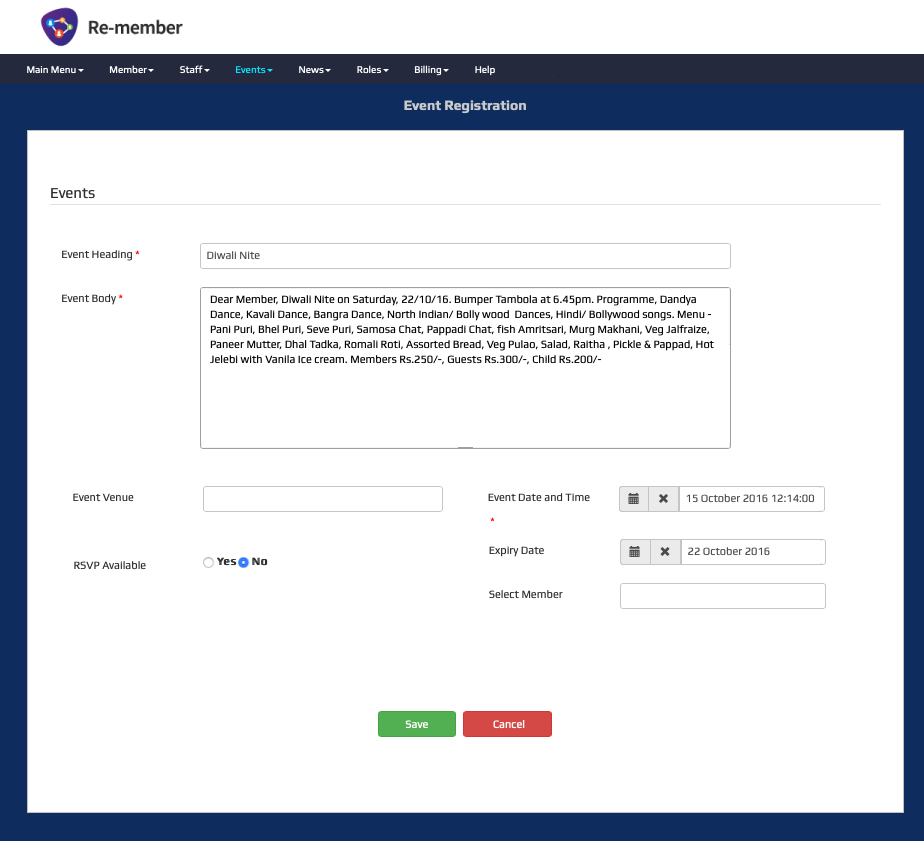 Re-member
Main Menu Member Staff Events News Roles Billing Help
Event Registration
Events
Event Heading * Diwali Nite
Event Body *
Dear Member, Diwali Nite on Saturday, 22/10/16. Bumper Tambola at 6.45pm. Programme, Dandya
Dance, Kavali Dance, Bangra Dance, North Indian/ Bolly wood  Dances, Hindi/ Bollywood songs. Menu -
Pani Puri, Bhel Puri, Seve Puri, Samosa Chat, Pappadi Chat, fish Amritsari, Murg Makhani, Veg Jalfraize,
Paneer Mutter, Dhal Tadka, Romali Roti, Assorted Bread, Veg Pulao, Salad, Raitha , Pickle & Pappad, Hot
Jelebi with Vanila Ice cream. Members Rs.250/-, Guests Rs.300/-, Child Rs.200/-
Event Venue
Event Date and Time * 15 October 2016 12:14:00
Expiry Date 22 October 2016
RSVP Available Yes No
Select Member
Save Cancel